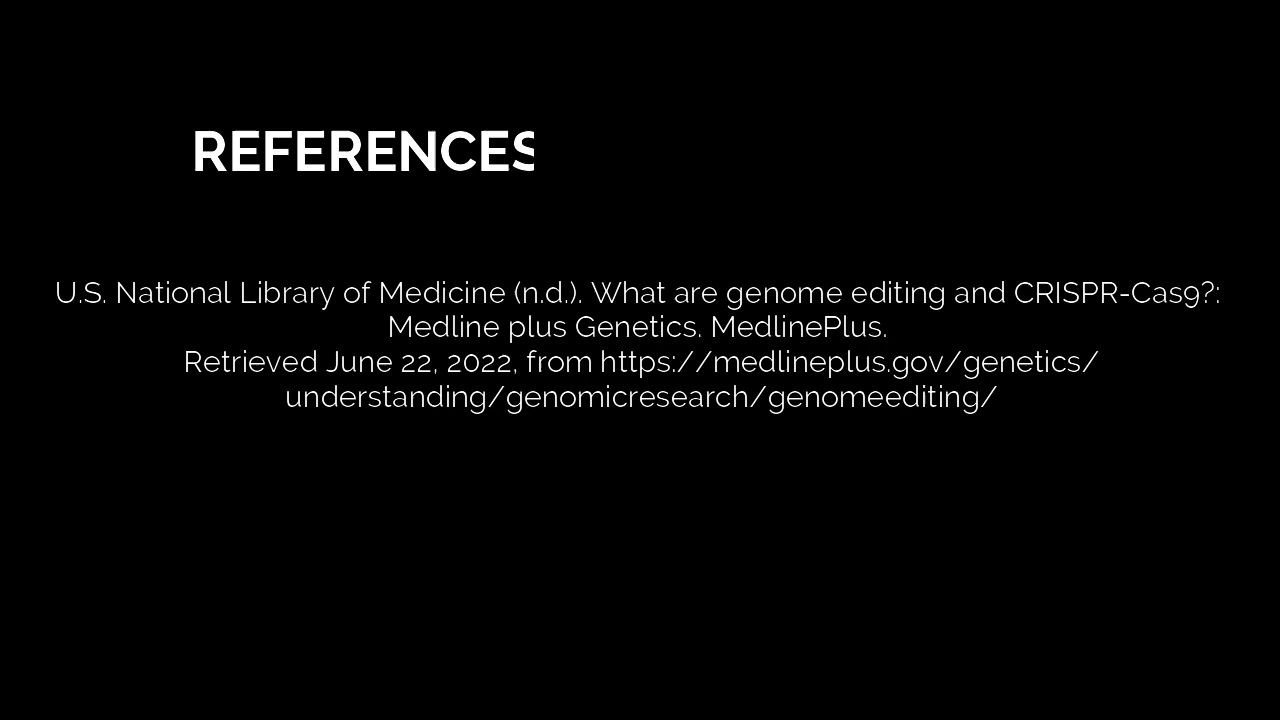 REFERENCES
U.S. National Library of Medicine (n.d.). What are genome editing and CRISPR-Cas9?:
Medline plus Genetics. MedlinePlus.
Retrieved June 22, 2022, from https://medlineplus.gov/genetics/
understanding/genomicresearch/genomeediting/